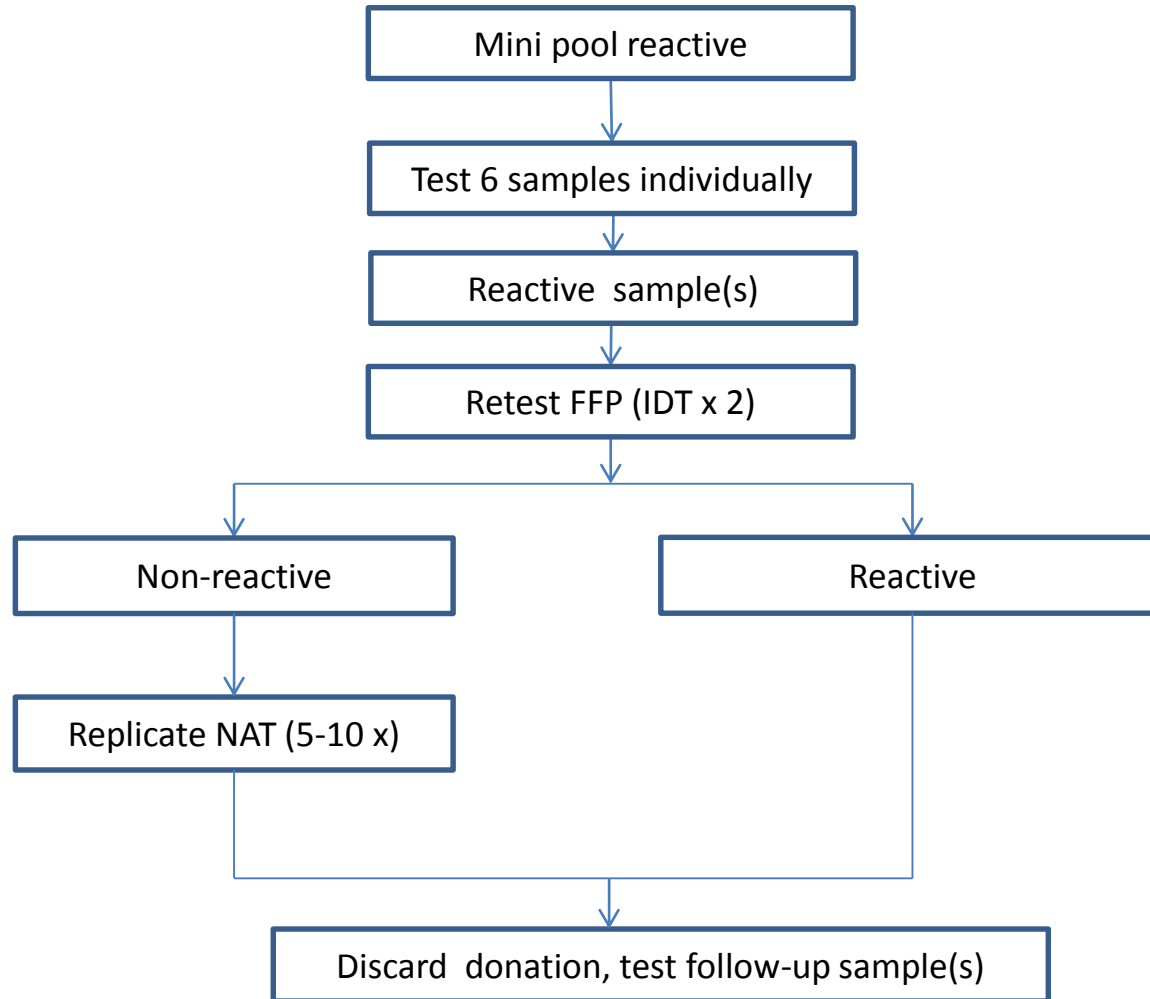 Mini pool reactive
Test 6 samples individually
Reactive sample(s)
Retest FFP (IDT x 2)
Non-reactive
Reactive
Replicate NAT (5-10 x)
Discard donation, test follow-up sample(s)